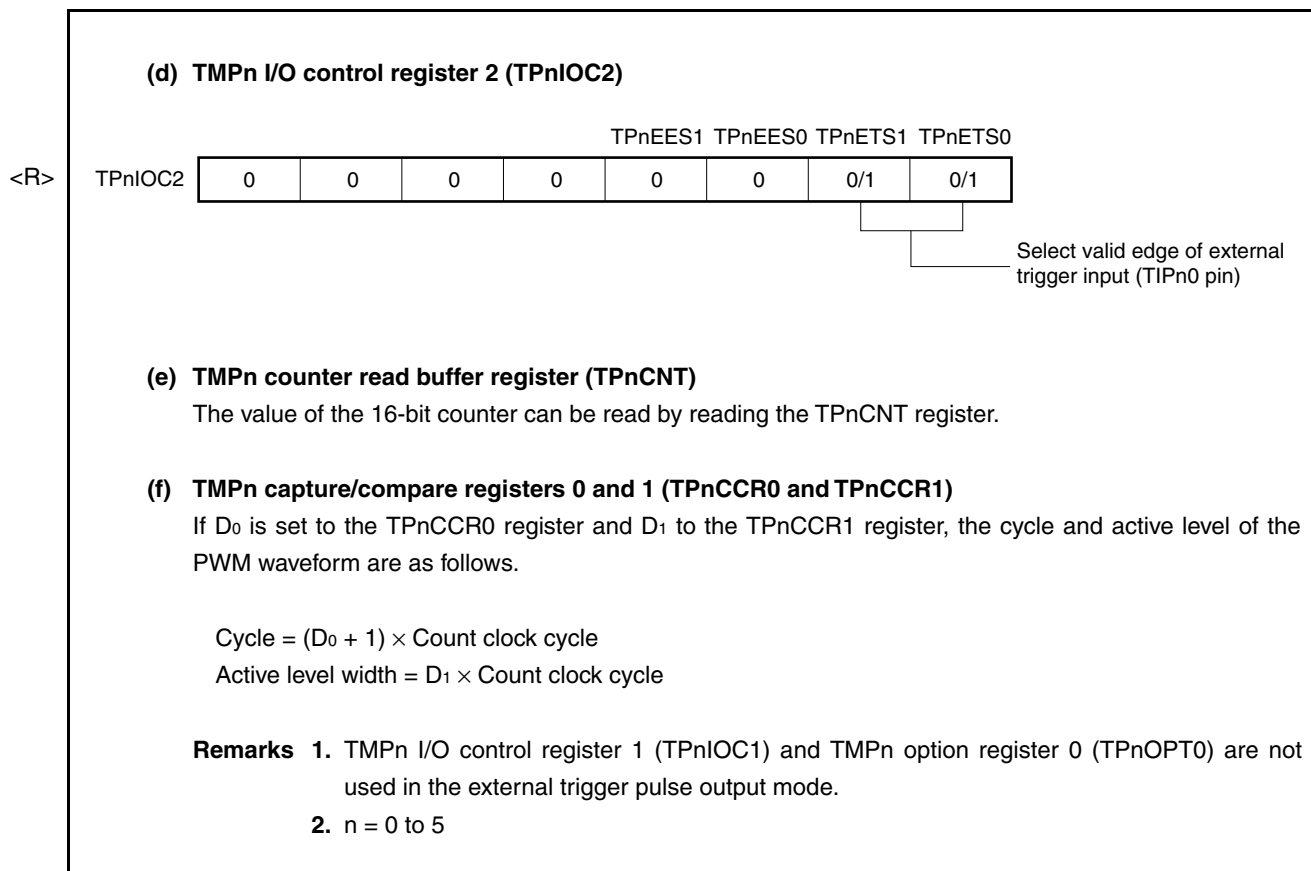 (d) TMPn I/O control register 2 (TPnIOC2)
TPnEES1 TPnEES0 TPnETS1 TPnETS0
<R> TPnIOC2 0 0 0 0 0 0 0/1 0/1
Select valid edge of external
trigger input (TIPn0 pin)
(e) TMPn counter read buffer register (TPnCNT)
The value of the 16-bit counter can be read by reading the TPnCNT register.
(f) TMPn capture/compare registers 0 and 1 (TPnCCR0 and TPnCCR1)
If D0 is set to the TPnCCR0 register and D1 to the TPnCCR1 register, the cycle and active level of the
PWM waveform are as follows.
Cycle = (D0 + 1) × Count clock cycle
Active level width = D1 × Count clock cycle
Remarks 1. TMPn I/O control register 1 (TPnIOC1) and TMPn option register 0 (TPnOPT0) are not
used in the external trigger pulse output mode.
2. n = 0 to 5